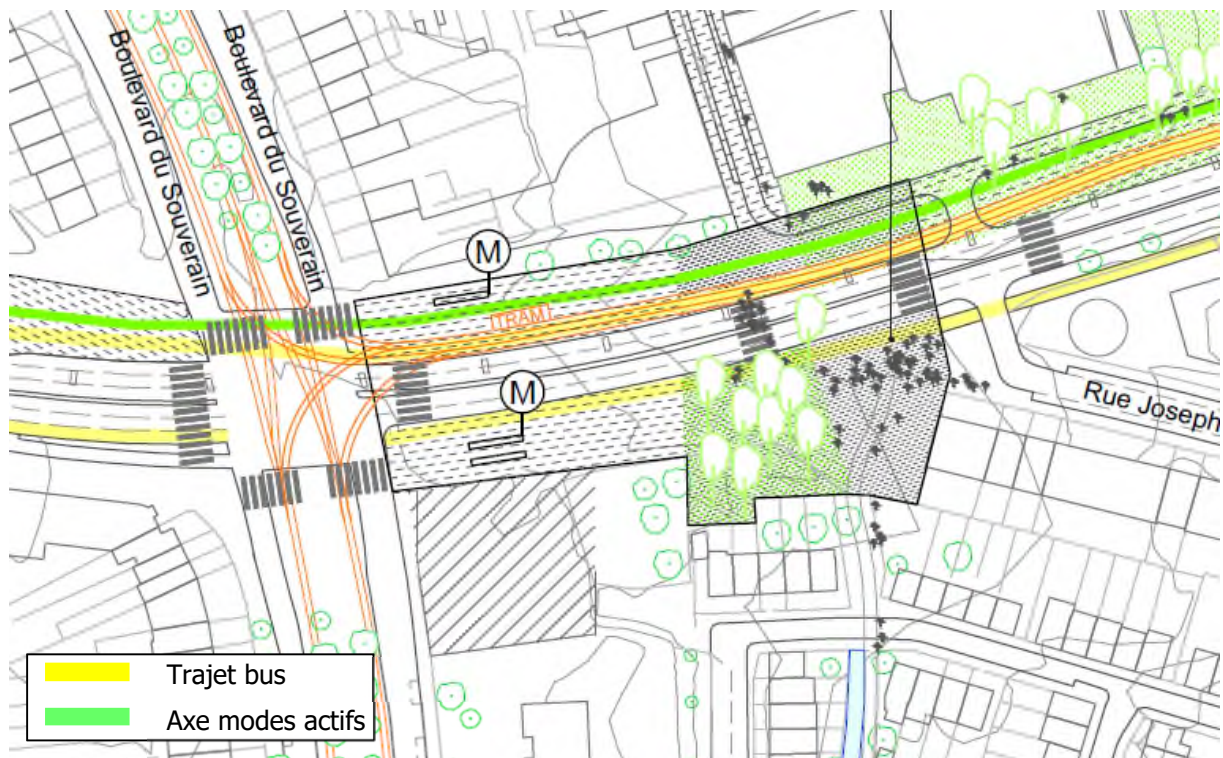 Boulevard du Souverain
Boulevard du Souverain
M
TRAM
M
Rue Joseph
Trajet bus
Axe modes actifs